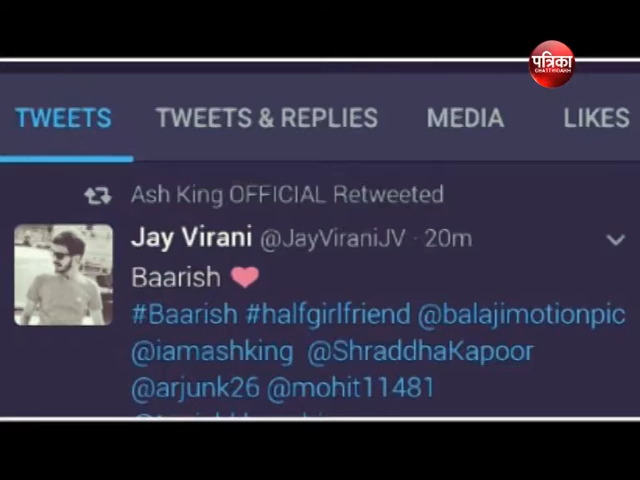 पत्रिका
CHATTISGARH
TWEETS TWEETS & REPLIES MEDIA LIKES
Ash King OFFICIAL Retweeted
Jay Virani @JayViraniJV · 20m
Baarish
#Baarish #halfgirlfriend @balajimotionpic
@iamashking @ShraddhaKapoor
@arjunk26 @mohit11481